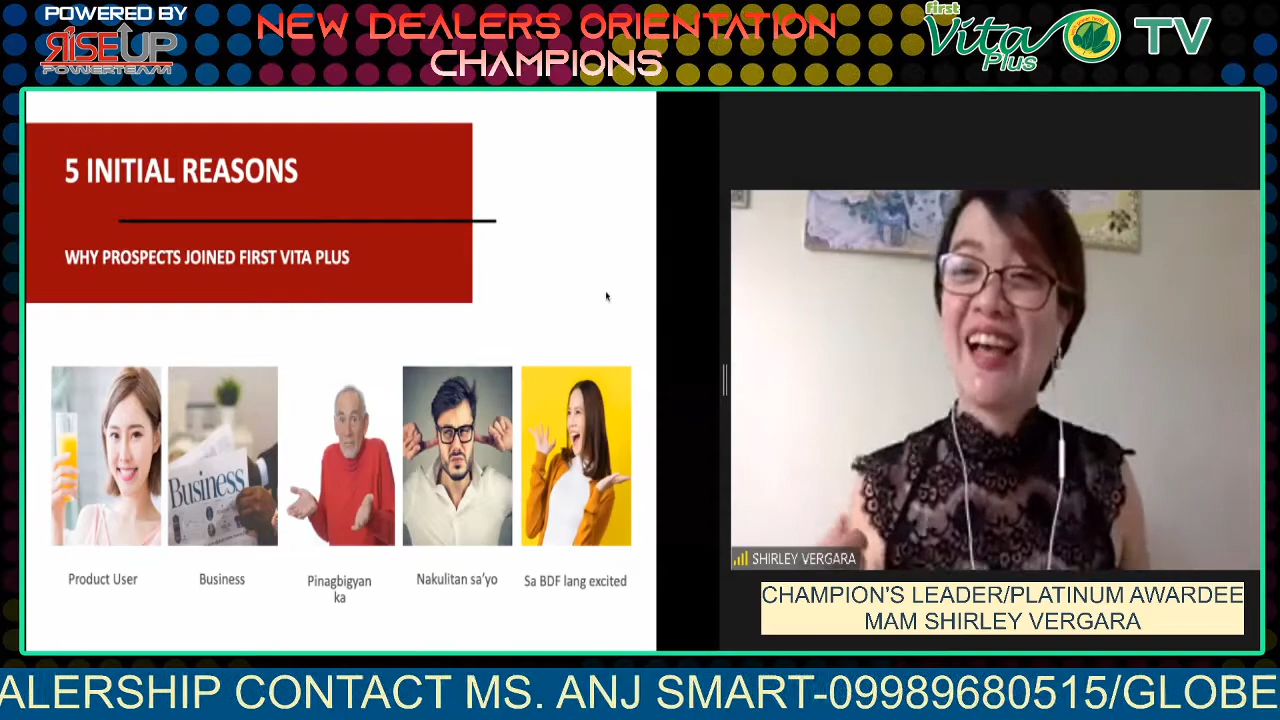 POWERED BY
RISEUP
POWERTEAM
NEW DEALERS ORIENTATION
CHAMPIONS
first
Vita
Plus
TV
5 INITIAL REASONS
WHY PROSPECTS JOINED FIRST VITA PLUS
Business
Product User
Business
Pinagbigyan
ka
Nakulitan sa'yo
Sa BDF lang excited
SHIRLEY VERGARA
CHAMPION'S LEADER/PLATINUM AWARDEE
MAM SHIRLEY VERGARA
ALERSHIP CONTACT MS. ANJ SMART-09989680515/GLOBE